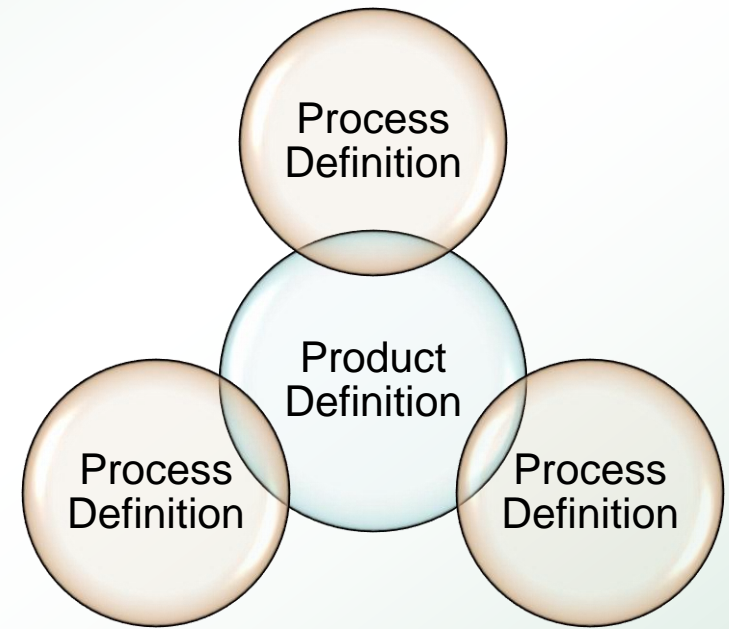 Process
Definition
Product
Definition
Process
Definition
Process
Definition